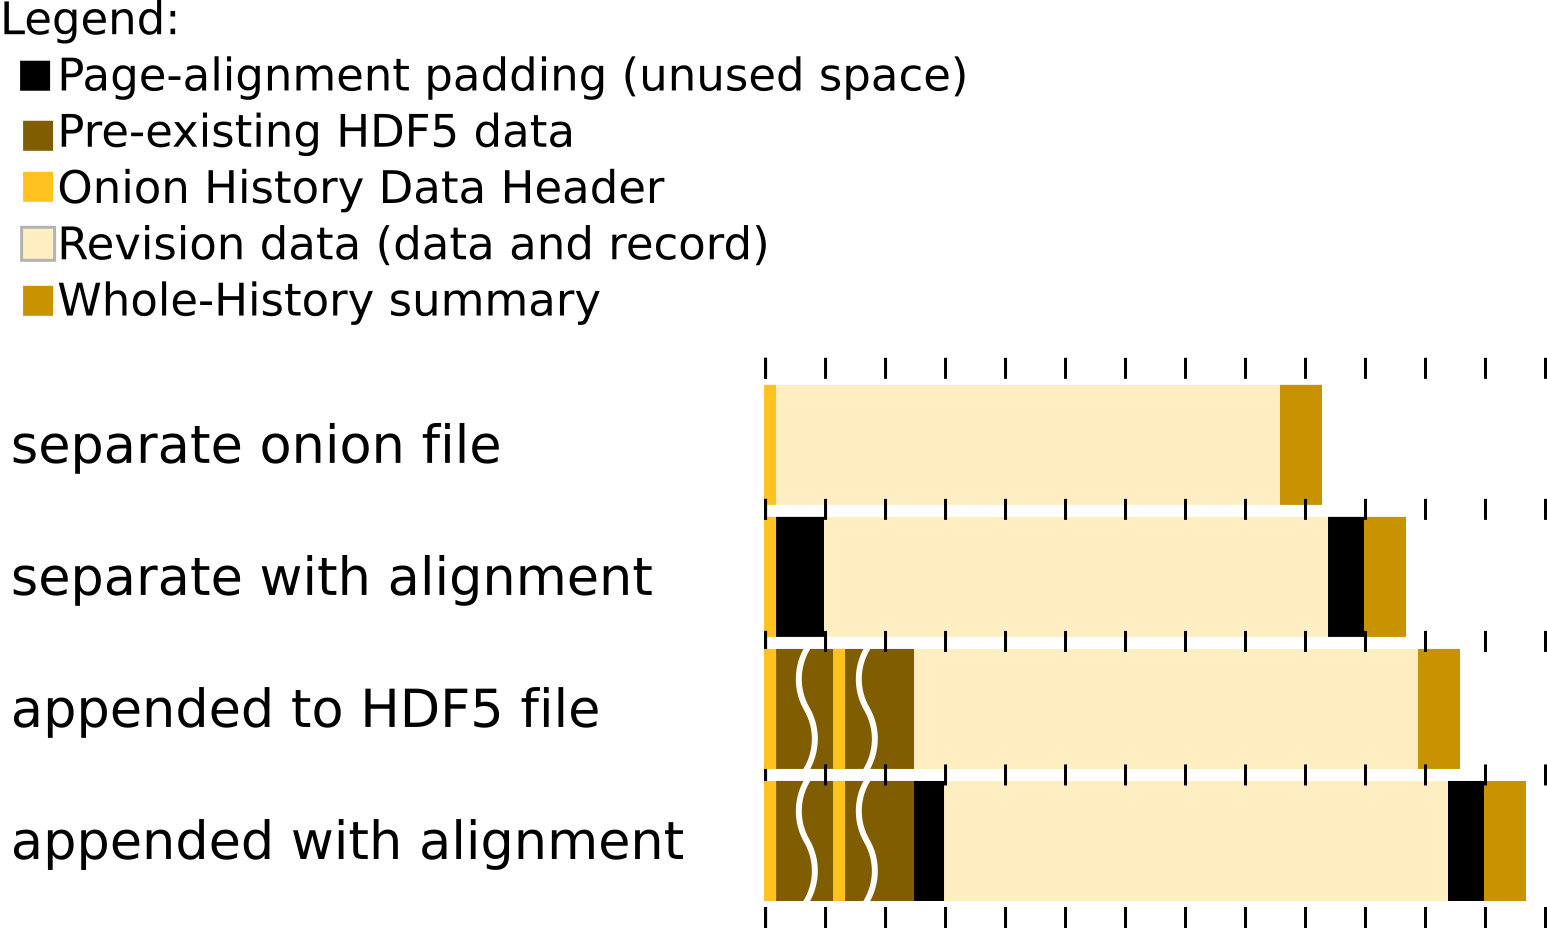 Legend:
Page-alignment padding (unused space)
Pre-existing HDF5 data
Onion History Data Header
Revision data (data and record)
Whole-History summary
separate onion file
separate with alignment
appended to HDF5 file
appended with alignment